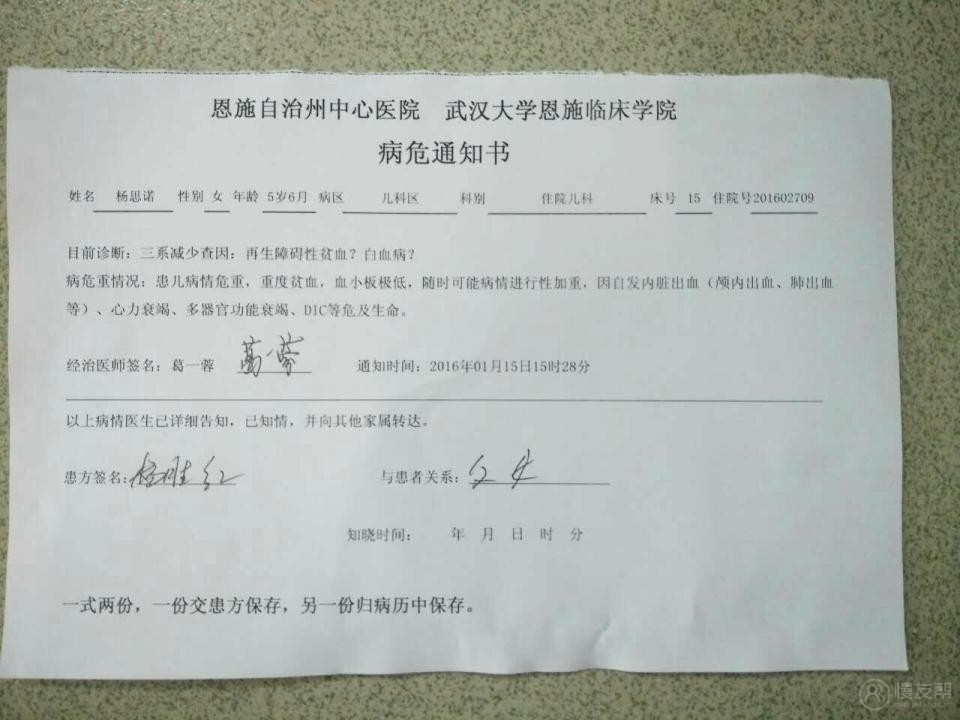 恩施自治州中心医院 武汉大学恩施临床学院
病危通知书
姓名 杨思诺 性别 女 年龄 5岁6月 病区 儿科区 科别 住院儿科 床号 15 住院号201602709
目前诊断：三系减少查因：再生障碍性贫血？白血病？
病危重情况：患儿病情危重，重度贫血，血小板极低，随时可能病情进行性加重，因自发内脏出血（颅内出血、肺出血
等）、心力衰竭、多器官功能衰竭、DIC等危及生命。
经治医师签名：葛一蓉 葛一蓉 通知时间：2016年01月15日15时28分
以上病情医生已详细告知，已知情，并向其他家属转达。
患方签名： 与患者关系：父女
知晓时间： 年 月 日 时 分
一式两份，一份交患方保存，另一份归病历中保存。
慢友帮